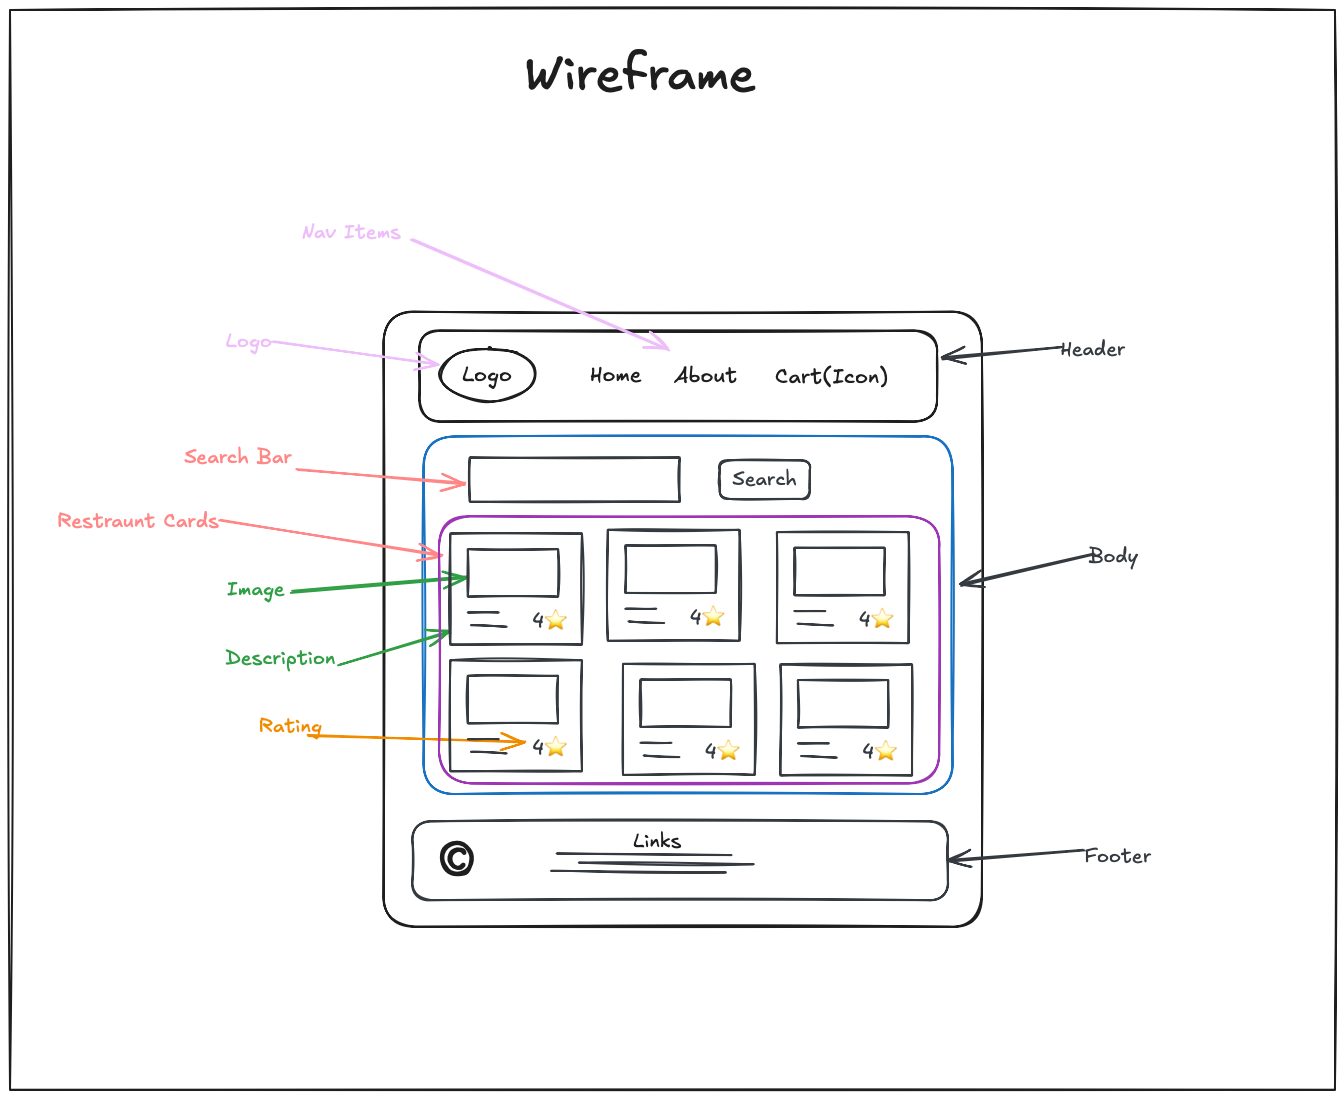 Wireframe
Nav Items
Logo
Header
Logo
Home
About
Cart(Icon)
Search Bar
Search
Restraunt Cards
Body
Image
4⭐
4⭐
4⭐
Description
Rating
4⭐
4⭐
4⭐
©
Links
Footer